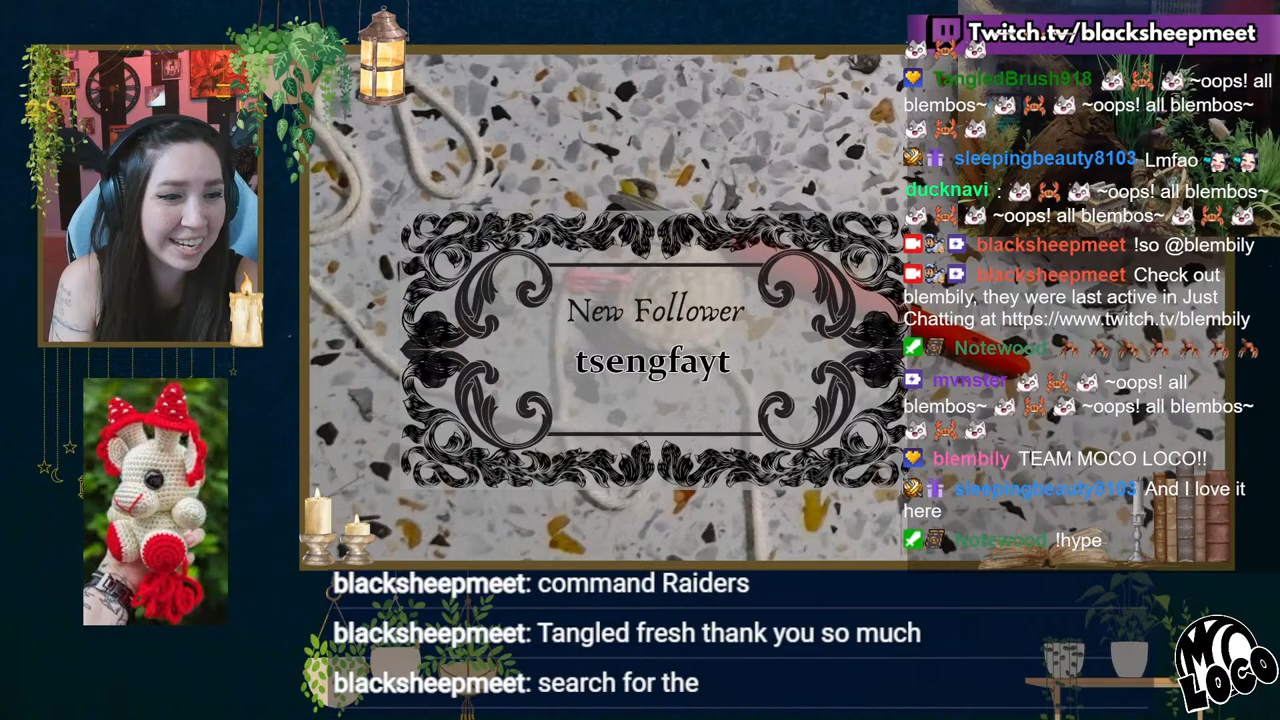 Twitch.tv/blacksheepmeet
TangledBrush918 ~oops! all
blembos~ ~oops! all blembos~
sleepingbeauty8103 Lmfao
ducknavi : ~oops! all blembos~
~oops! all blembos~
blacksheepmeet !so @blembily
blacksheepmeet Check out
blembily, they were last active in Just
Chatting at https://www.twitch.tv/blembily
Notewood
mvnster ~oops! all
blembos~ ~oops! all blembos~
blembily TEAM MOCO LOCO!!
sleepingbeauty8103 And I love it
here
Notewood !hype
New Follower
tsengfayt
blacksheepmeet: command Raiders
blacksheepmeet: Tangled fresh thank you so much
blacksheepmeet: search for the
MOCO
LOCO